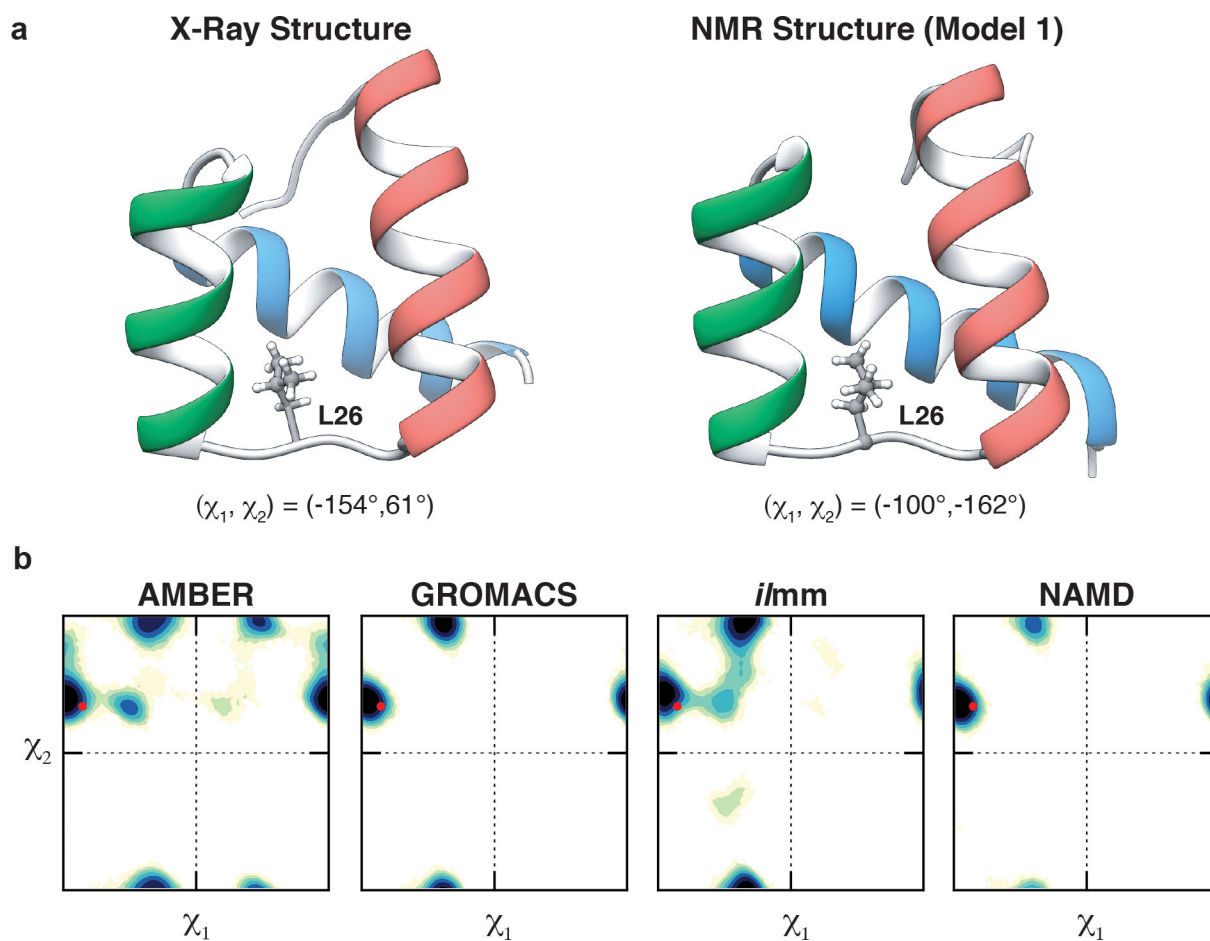 a
X-Ray Structure
NMR Structure (Model 1)
L26
L26
(χ₁, χ₂) = (-154°,61°)
(χ₁, χ₂) = (-100°,-162°)
b
AMBER
GROMACS
ilmm
NAMD
χ₂
χ₁
χ₁
χ₁
χ₁